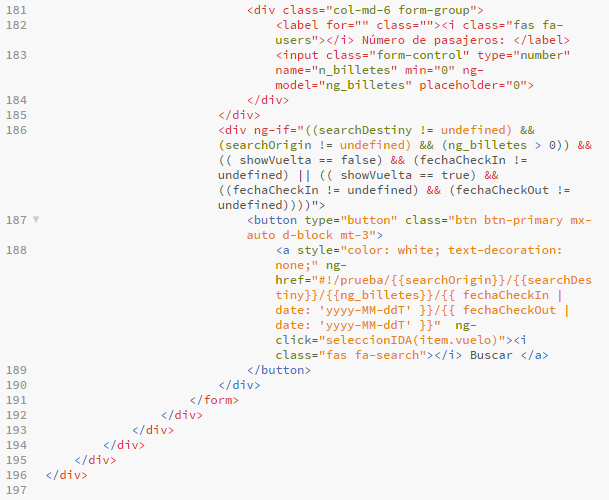 181 <div class="col-md-6 form-group">
182 <label for="" class=""><i class="fas fa-
users"></i> Número de pasajeros: </label>
183 <input class="form-control" type="number"
name="n_billetes" min="0" ng-
model="ng_billetes" placeholder="0">
184 </div>
185 </div>
186 <div ng-if="((searchDestiny != undefined) &&
(searchOrigin != undefined) && (ng_billetes > 0)) &&
(( showVuelta == false) && (fechaCheckIn !=
undefined) || (( showVuelta == true) &&
((fechaCheckIn != undefined) && (fechaCheckOut !=
undefined))))">
187 <button type="button" class="btn btn-primary mx-
auto d-block mt-3">
188 <a style="color: white; text-decoration:
none;" ng-
href="#!/prueba/{{searchOrigin}}/{{searchDes
tiny}}/{{ng_billetes}}/{{ fechaCheckIn |
date: 'yyyy-MM-ddT' }}/{{ fechaCheckOut |
date: 'yyyy-MM-ddT' }}" ng-
click="seleccionIDA(item.vuelo)"><i
class="fas fa-search"></i> Buscar </a>
189 </button>
190 </div>
191 </form>
192 </div>
193 </div>
194 </div>
195 </div>
196 </div>
197